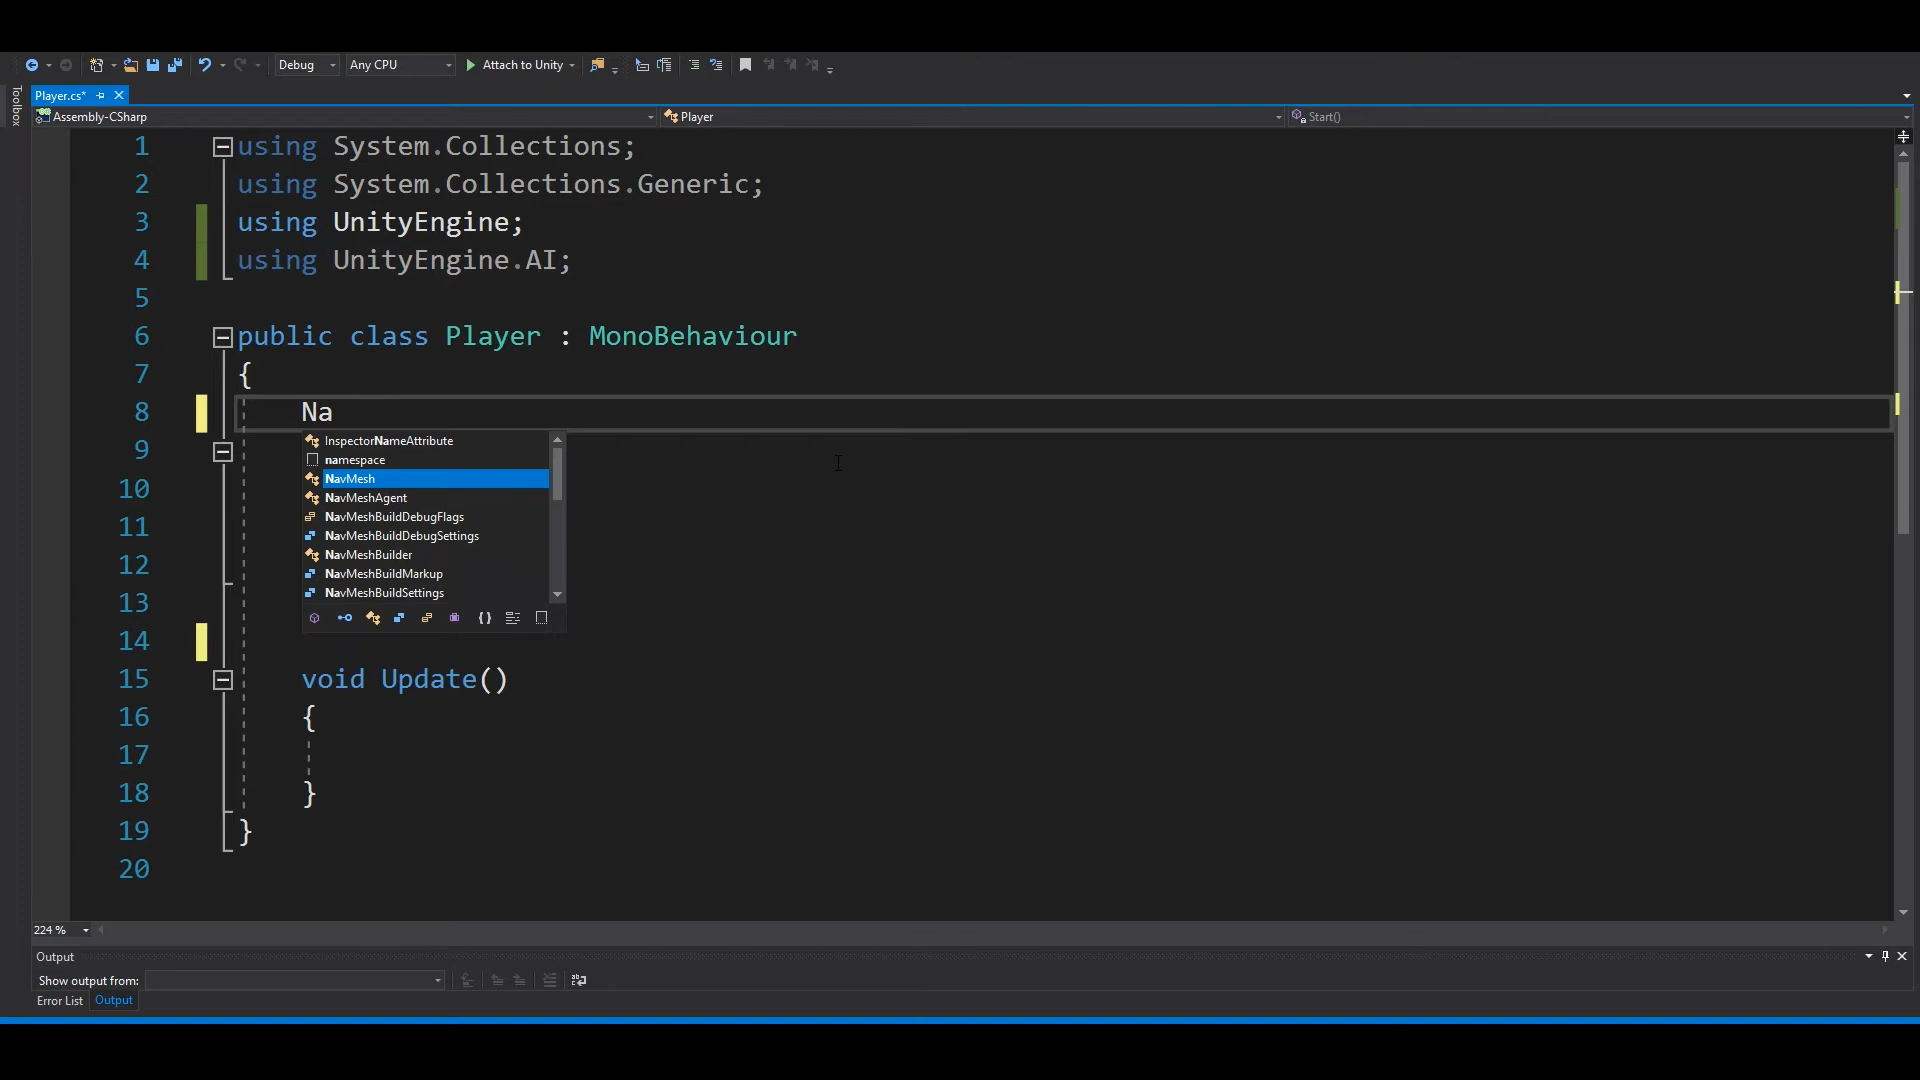 Debug Any CPU Attach to Unity
Toolbox
Player.cs*
Assembly-CSharp Player Start()
1 using System.Collections;
2 using System.Collections.Generic;
3 using UnityEngine;
4 using UnityEngine.AI;
5
6 public class Player : MonoBehaviour
7 {
8 Na
9
InspectorNameAttribute
namespace
NavMesh
NavMeshAgent
NavMeshBuildDebugFlags
NavMeshBuildDebugSettings
NavMeshBuilder
NavMeshBuildMarkup
NavMeshBuildSettings
10
11
12
13
14
15 void Update()
16 {
17
18 }
19 }
20
224 %
Output
Show output from:
Error List Output